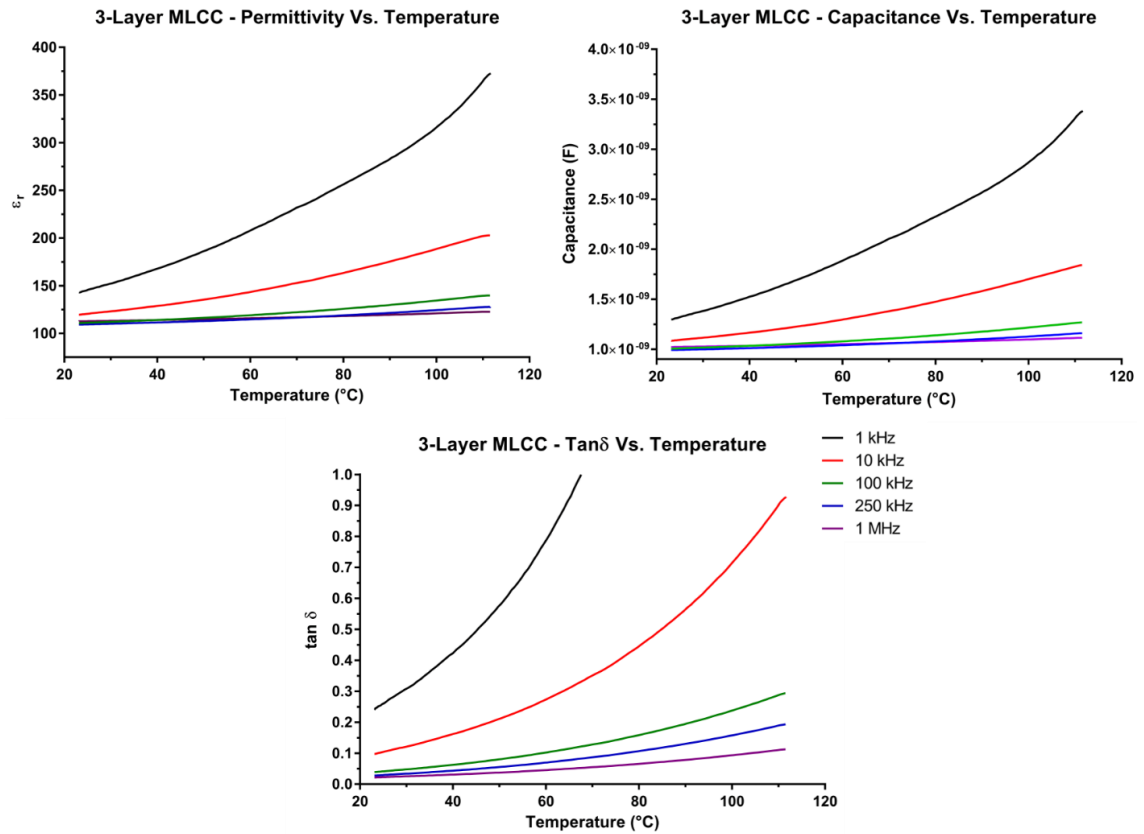 3-Layer MLCC - Permittivity Vs. Temperature
400
350
300
250
200
150
100
εr
20 40 60 80 100 120
Temperature (°C)
3-Layer MLCC - Capacitance Vs. Temperature
4.0×10-09
3.5×10-09
3.0×10-09
2.5×10-09
2.0×10-09
1.5×10-09
1.0×10-09
Capacitance (F)
20 40 60 80 100 120
Temperature (°C)
3-Layer MLCC - Tanδ Vs. Temperature
1.0
0.9
0.8
0.7
0.6
0.5
0.4
0.3
0.2
0.1
0.0
tan δ
20 40 60 80 100 120
Temperature (°C)
1 kHz
10 kHz
100 kHz
250 kHz
1 MHz